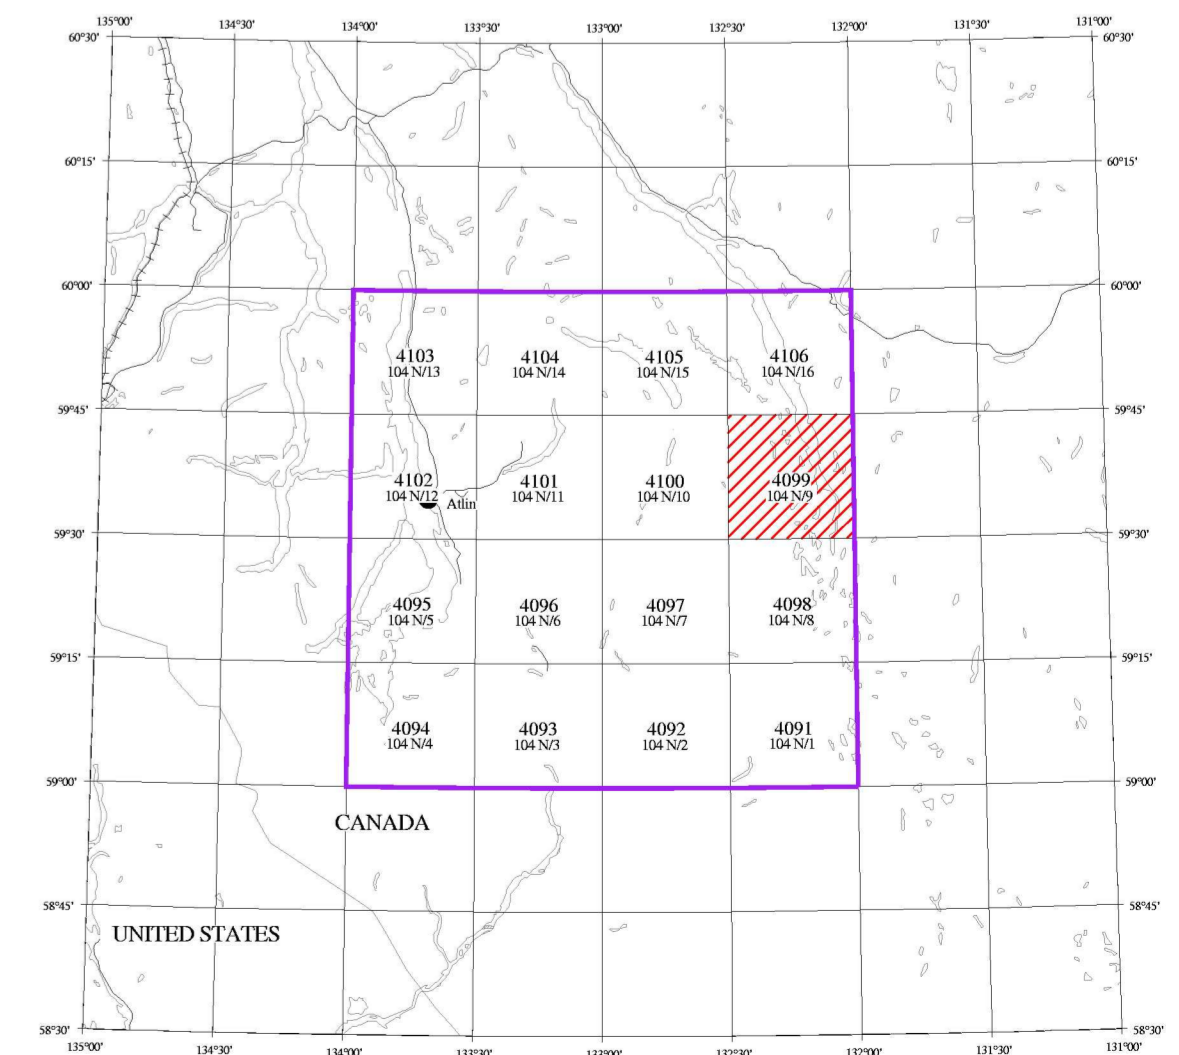 135°00'
134°30'
134°00'
133°30'
133°00'
132°30'
132°00'
131°30'
131°00'
60°30'
60°30'
60°15'
60°15'
60°00'
60°00'
4103
104 N/13
4104
104 N/14
4105
104 N/15
4106
104 N/16
59°45'
59°45'
4102
104 N/12
4101
104 N/11
4100
104 N/10
4099
104 N/9
Atlin
59°30'
59°30'
4095
104 N/5
4096
104 N/6
4097
104 N/7
4098
104 N/8
59°15'
59°15'
4094
104 N/4
4093
104 N/3
4092
104 N/2
4091
104 N/1
59°00'
59°00'
CANADA
58°45'
58°45'
UNITED STATES
58°30'
58°30'
135°00'
134°30'
134°00'
133°30'
133°00'
132°30'
132°00'
131°30'
131°00'